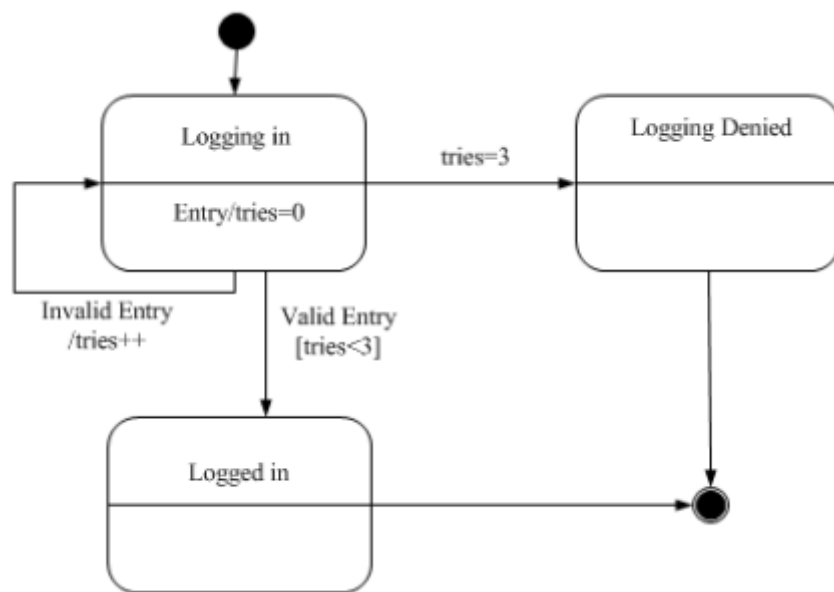 Logging in
Entry/tries=0
Logging Denied
tries=3
Invalid Entry
/tries++
Valid Entry
[tries<3]
Logged in